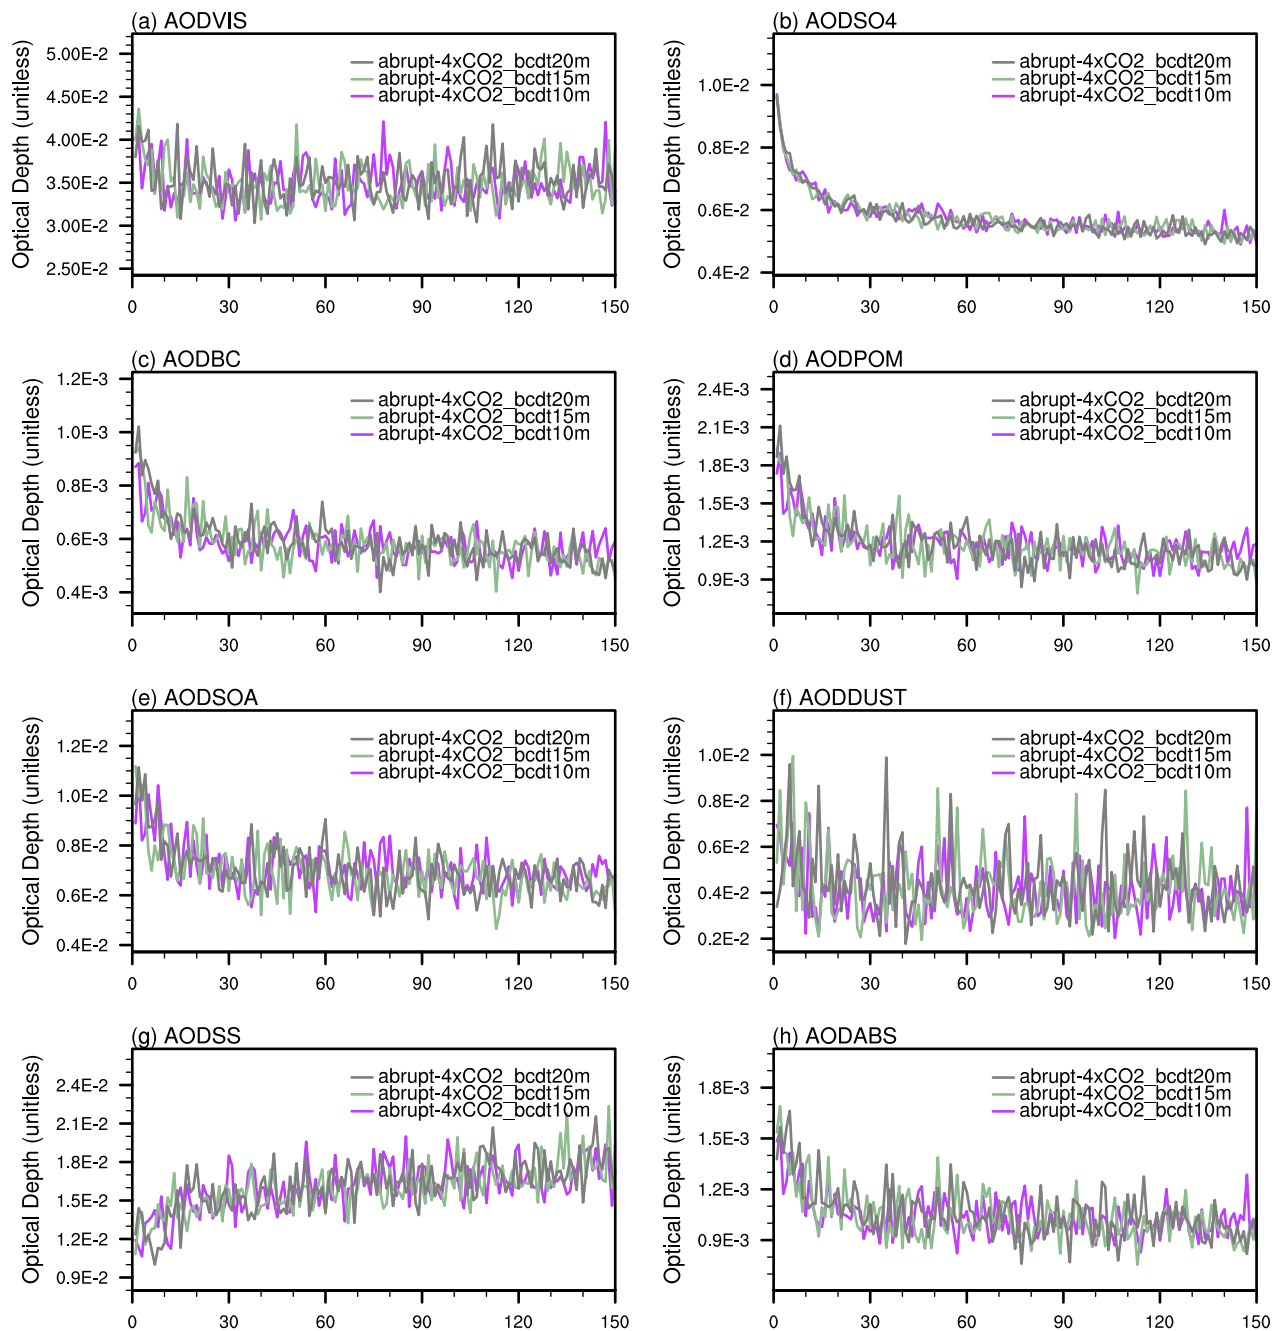 (a) AODVIS
Optical Depth (unitless)
5.00E-2
4.50E-2
4.00E-2
3.50E-2
3.00E-2
2.50E-2
abrupt-4xCO2_bcdt20m
abrupt-4xCO2_bcdt15m
abrupt-4xCO2_bcdt10m
0 30 60 90 120 150
(b) AODSO4
Optical Depth (unitless)
1.0E-2
0.8E-2
0.6E-2
0.4E-2
abrupt-4xCO2_bcdt20m
abrupt-4xCO2_bcdt15m
abrupt-4xCO2_bcdt10m
0 30 60 90 120 150
(c) AODBC
Optical Depth (unitless)
1.2E-3
1.0E-3
0.8E-3
0.6E-3
0.4E-3
abrupt-4xCO2_bcdt20m
abrupt-4xCO2_bcdt15m
abrupt-4xCO2_bcdt10m
0 30 60 90 120 150
(d) AODPOM
Optical Depth (unitless)
2.4E-3
2.1E-3
1.8E-3
1.5E-3
1.2E-3
0.9E-3
abrupt-4xCO2_bcdt20m
abrupt-4xCO2_bcdt15m
abrupt-4xCO2_bcdt10m
0 30 60 90 120 150
(e) AODSOA
Optical Depth (unitless)
1.2E-2
1.0E-2
0.8E-2
0.6E-2
0.4E-2
abrupt-4xCO2_bcdt20m
abrupt-4xCO2_bcdt15m
abrupt-4xCO2_bcdt10m
0 30 60 90 120 150
(f) AODDUST
Optical Depth (unitless)
1.0E-2
0.8E-2
0.6E-2
0.4E-2
0.2E-2
abrupt-4xCO2_bcdt20m
abrupt-4xCO2_bcdt15m
abrupt-4xCO2_bcdt10m
0 30 60 90 120 150
(g) AODSS
Optical Depth (unitless)
2.4E-2
2.1E-2
1.8E-2
1.5E-2
1.2E-2
0.9E-2
abrupt-4xCO2_bcdt20m
abrupt-4xCO2_bcdt15m
abrupt-4xCO2_bcdt10m
0 30 60 90 120 150
(h) AODABS
Optical Depth (unitless)
1.8E-3
1.5E-3
1.2E-3
0.9E-3
abrupt-4xCO2_bcdt20m
abrupt-4xCO2_bcdt15m
abrupt-4xCO2_bcdt10m
0 30 60 90 120 150